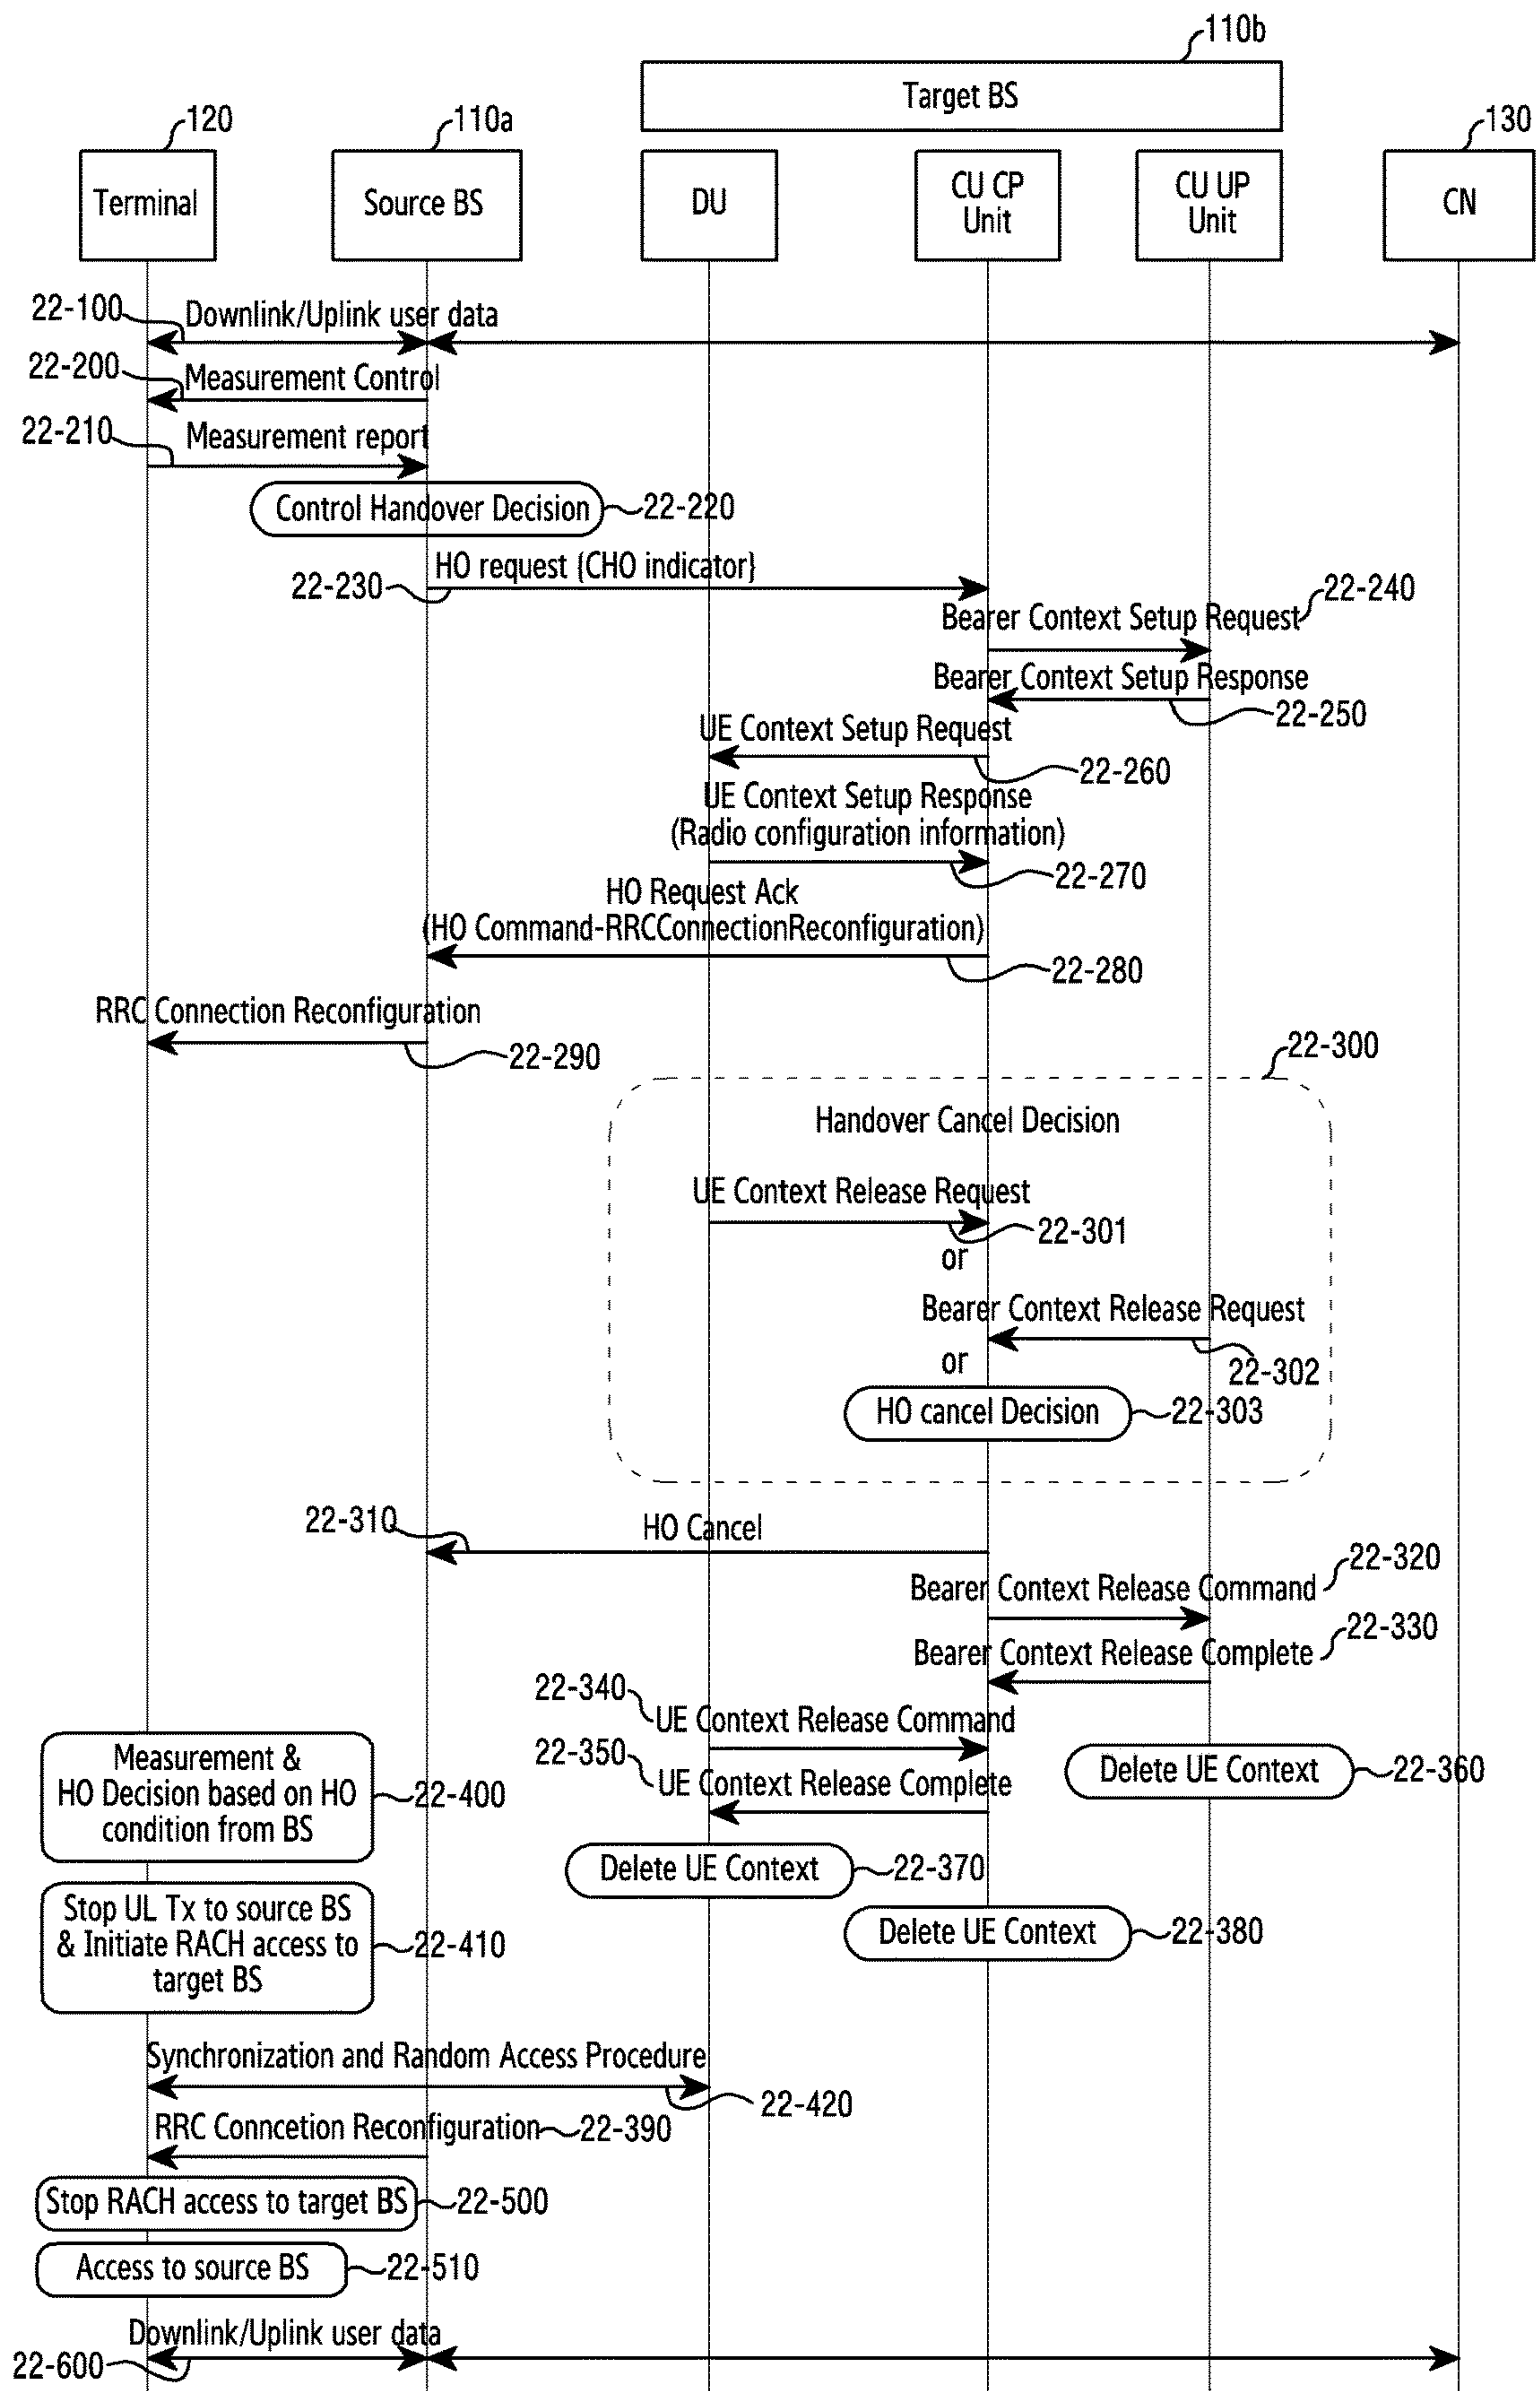 110b
Target BS
120
110a
130
Terminal
Source BS
DU
CU CP
Unit
CU UP
Unit
CN
22-100
Downlink/Uplink user data
22-200
Measurement Control
22-210
Measurement report
Control Handover Decision
22-220
HO request {CHO indicator}
22-230
22-240
Bearer Context Setup Request
Bearer Context Setup Response
22-250
UE Context Setup Request
22-260
UE Context Setup Response
(Radio configuration information)
22-270
HO Request Ack
(HO Command-RRCConnectionReconfiguration)
22-280
RRC Connection Reconfiguration
22-290
22-300
Handover Cancel Decision
UE Context Release Request
22-301
or
Bearer Context Release Request
22-302
or
HO cancel Decision
22-303
22-310
HO Cancel
22-320
Bearer Context Release Command
22-330
Bearer Context Release Complete
22-340
UE Context Release Command
22-350
UE Context Release Complete
Measurement &
HO Decision based on HO
condition from BS
22-400
Delete UE Context
22-360
Delete UE Context
22-370
Stop UL Tx to source BS
& Initiate RACH access to
target BS
22-410
Delete UE Context
22-380
Synchronization and Random Access Procedure
22-420
RRC Conncetion Reconfiguration
22-390
Stop RACH access to target BS
22-500
Access to source BS
22-510
Downlink/Uplink user data
22-600